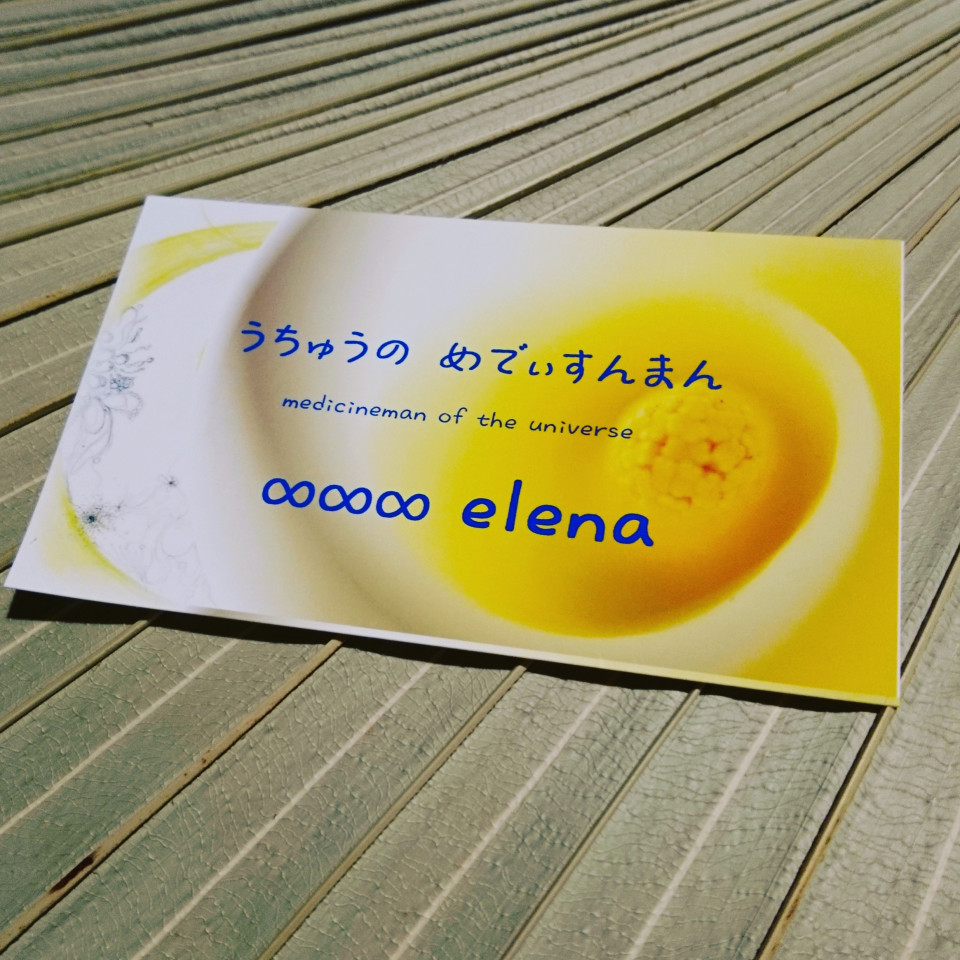 うちゅうの めでぃすんまん
medicineman of the universe
∞∞∞ elena